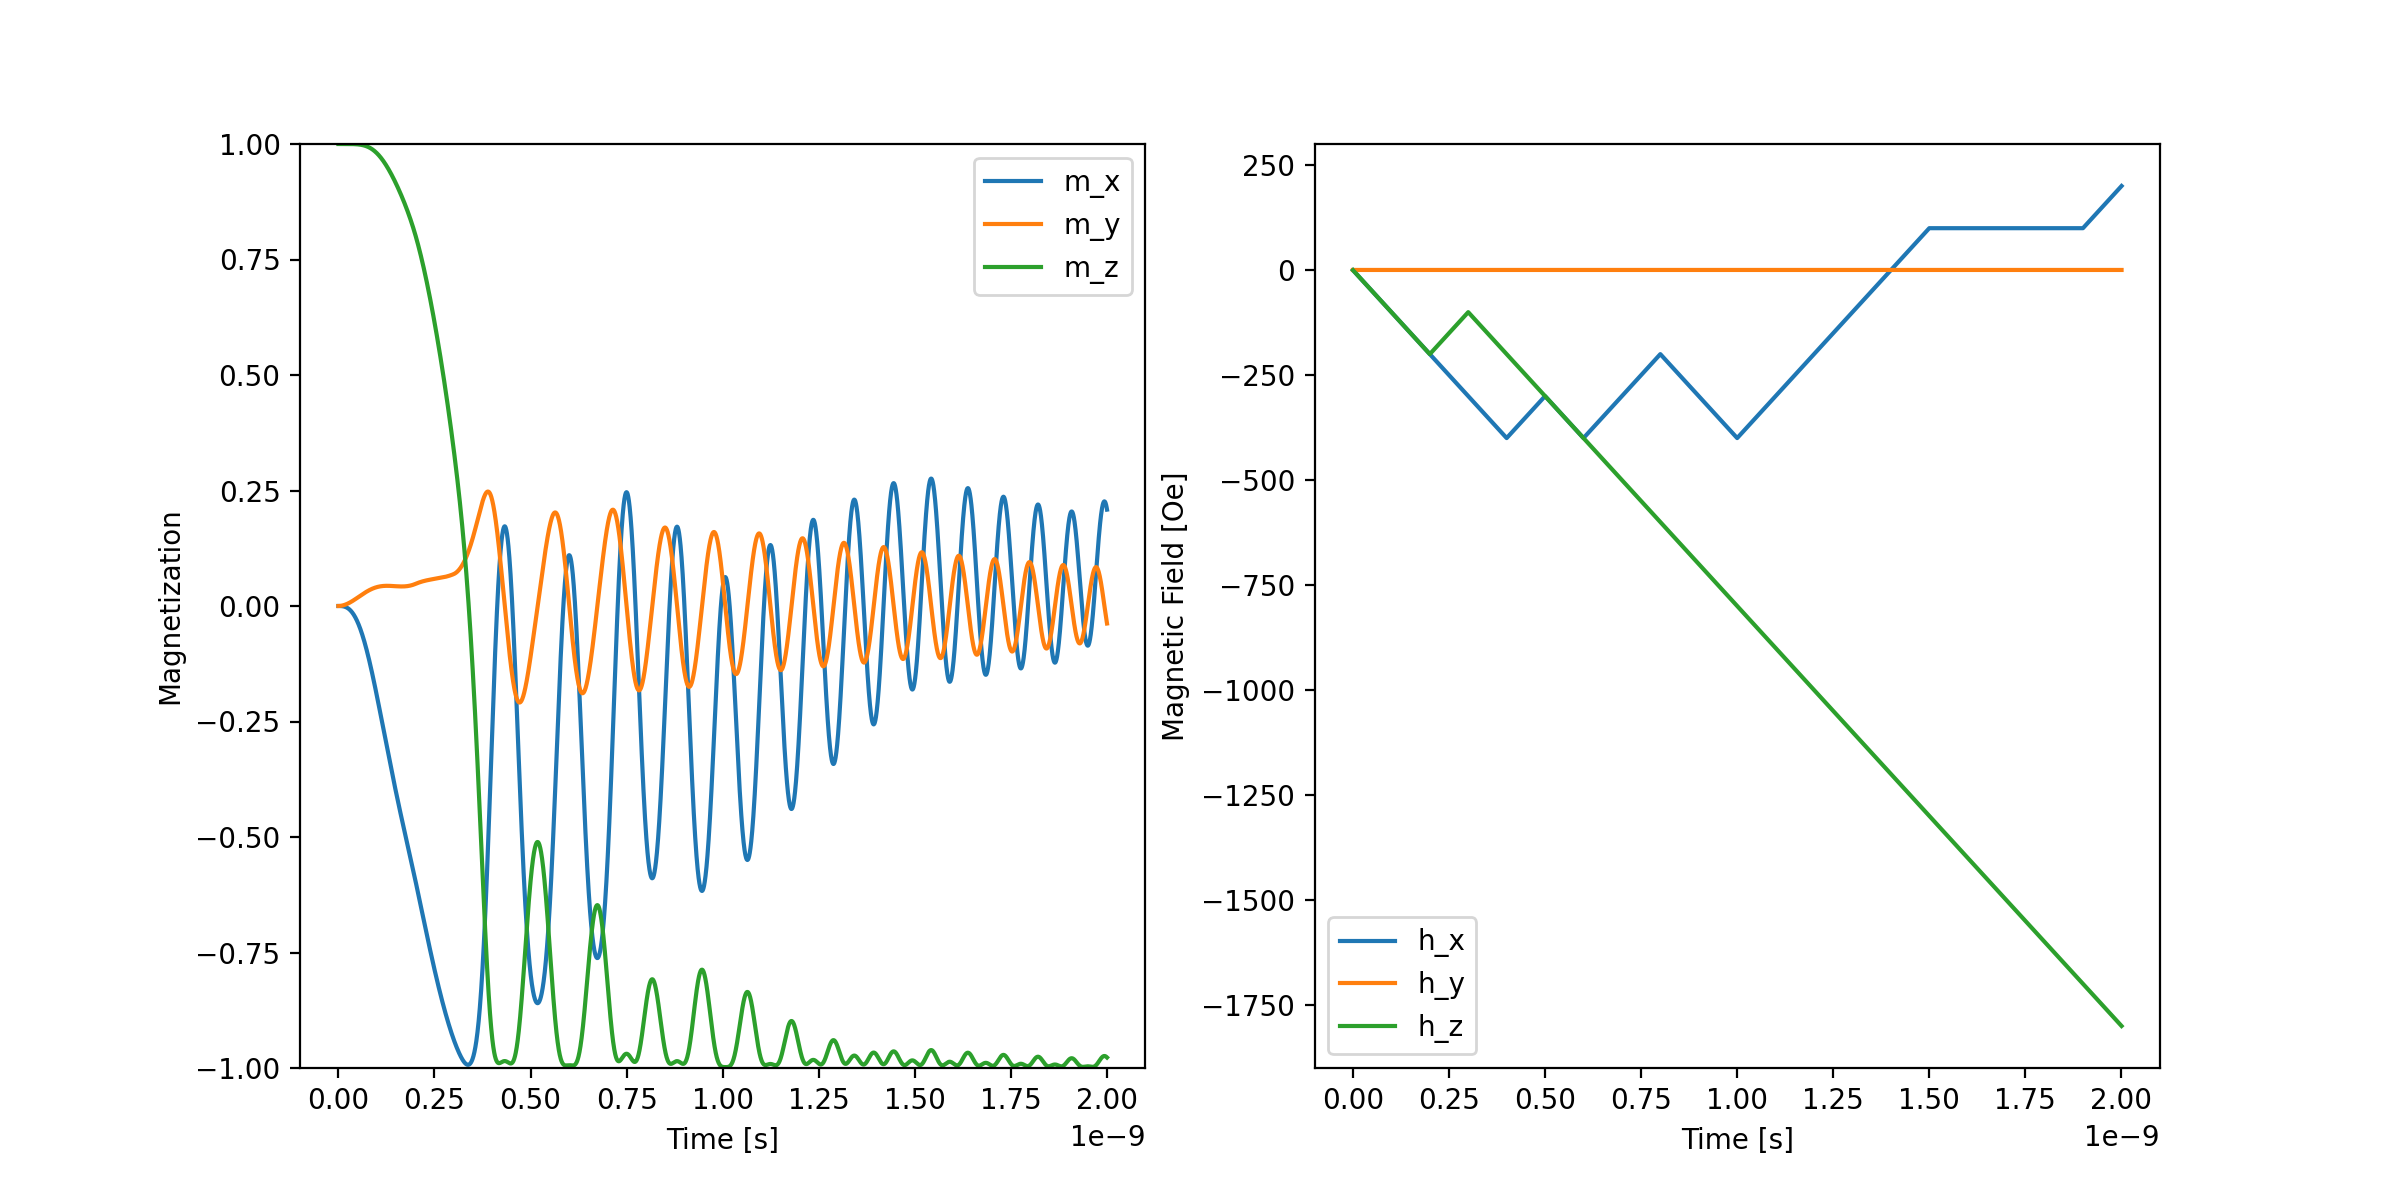 Magnetization
1.00
0.75
0.50
0.25
0.00
−0.25
−0.50
−0.75
−1.00
m_x
m_y
m_z
0.00 0.25 0.50 0.75 1.00 1.25 1.50 1.75 2.00
Time [s]
1e−9
Magnetic Field [Oe]
250
0
−250
−500
−750
−1000
−1250
−1500
−1750
h_x
h_y
h_z
0.00 0.25 0.50 0.75 1.00 1.25 1.50 1.75 2.00
Time [s]
1e−9